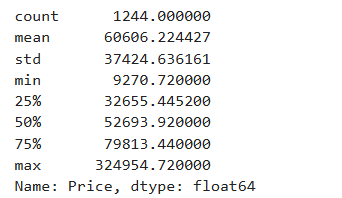 count      1244.000000
mean      60606.224427
std       37424.636161
min        9270.720000
25%       32655.445200
50%       52693.920000
75%       79813.440000
max      324954.720000
Name: Price, dtype: float64